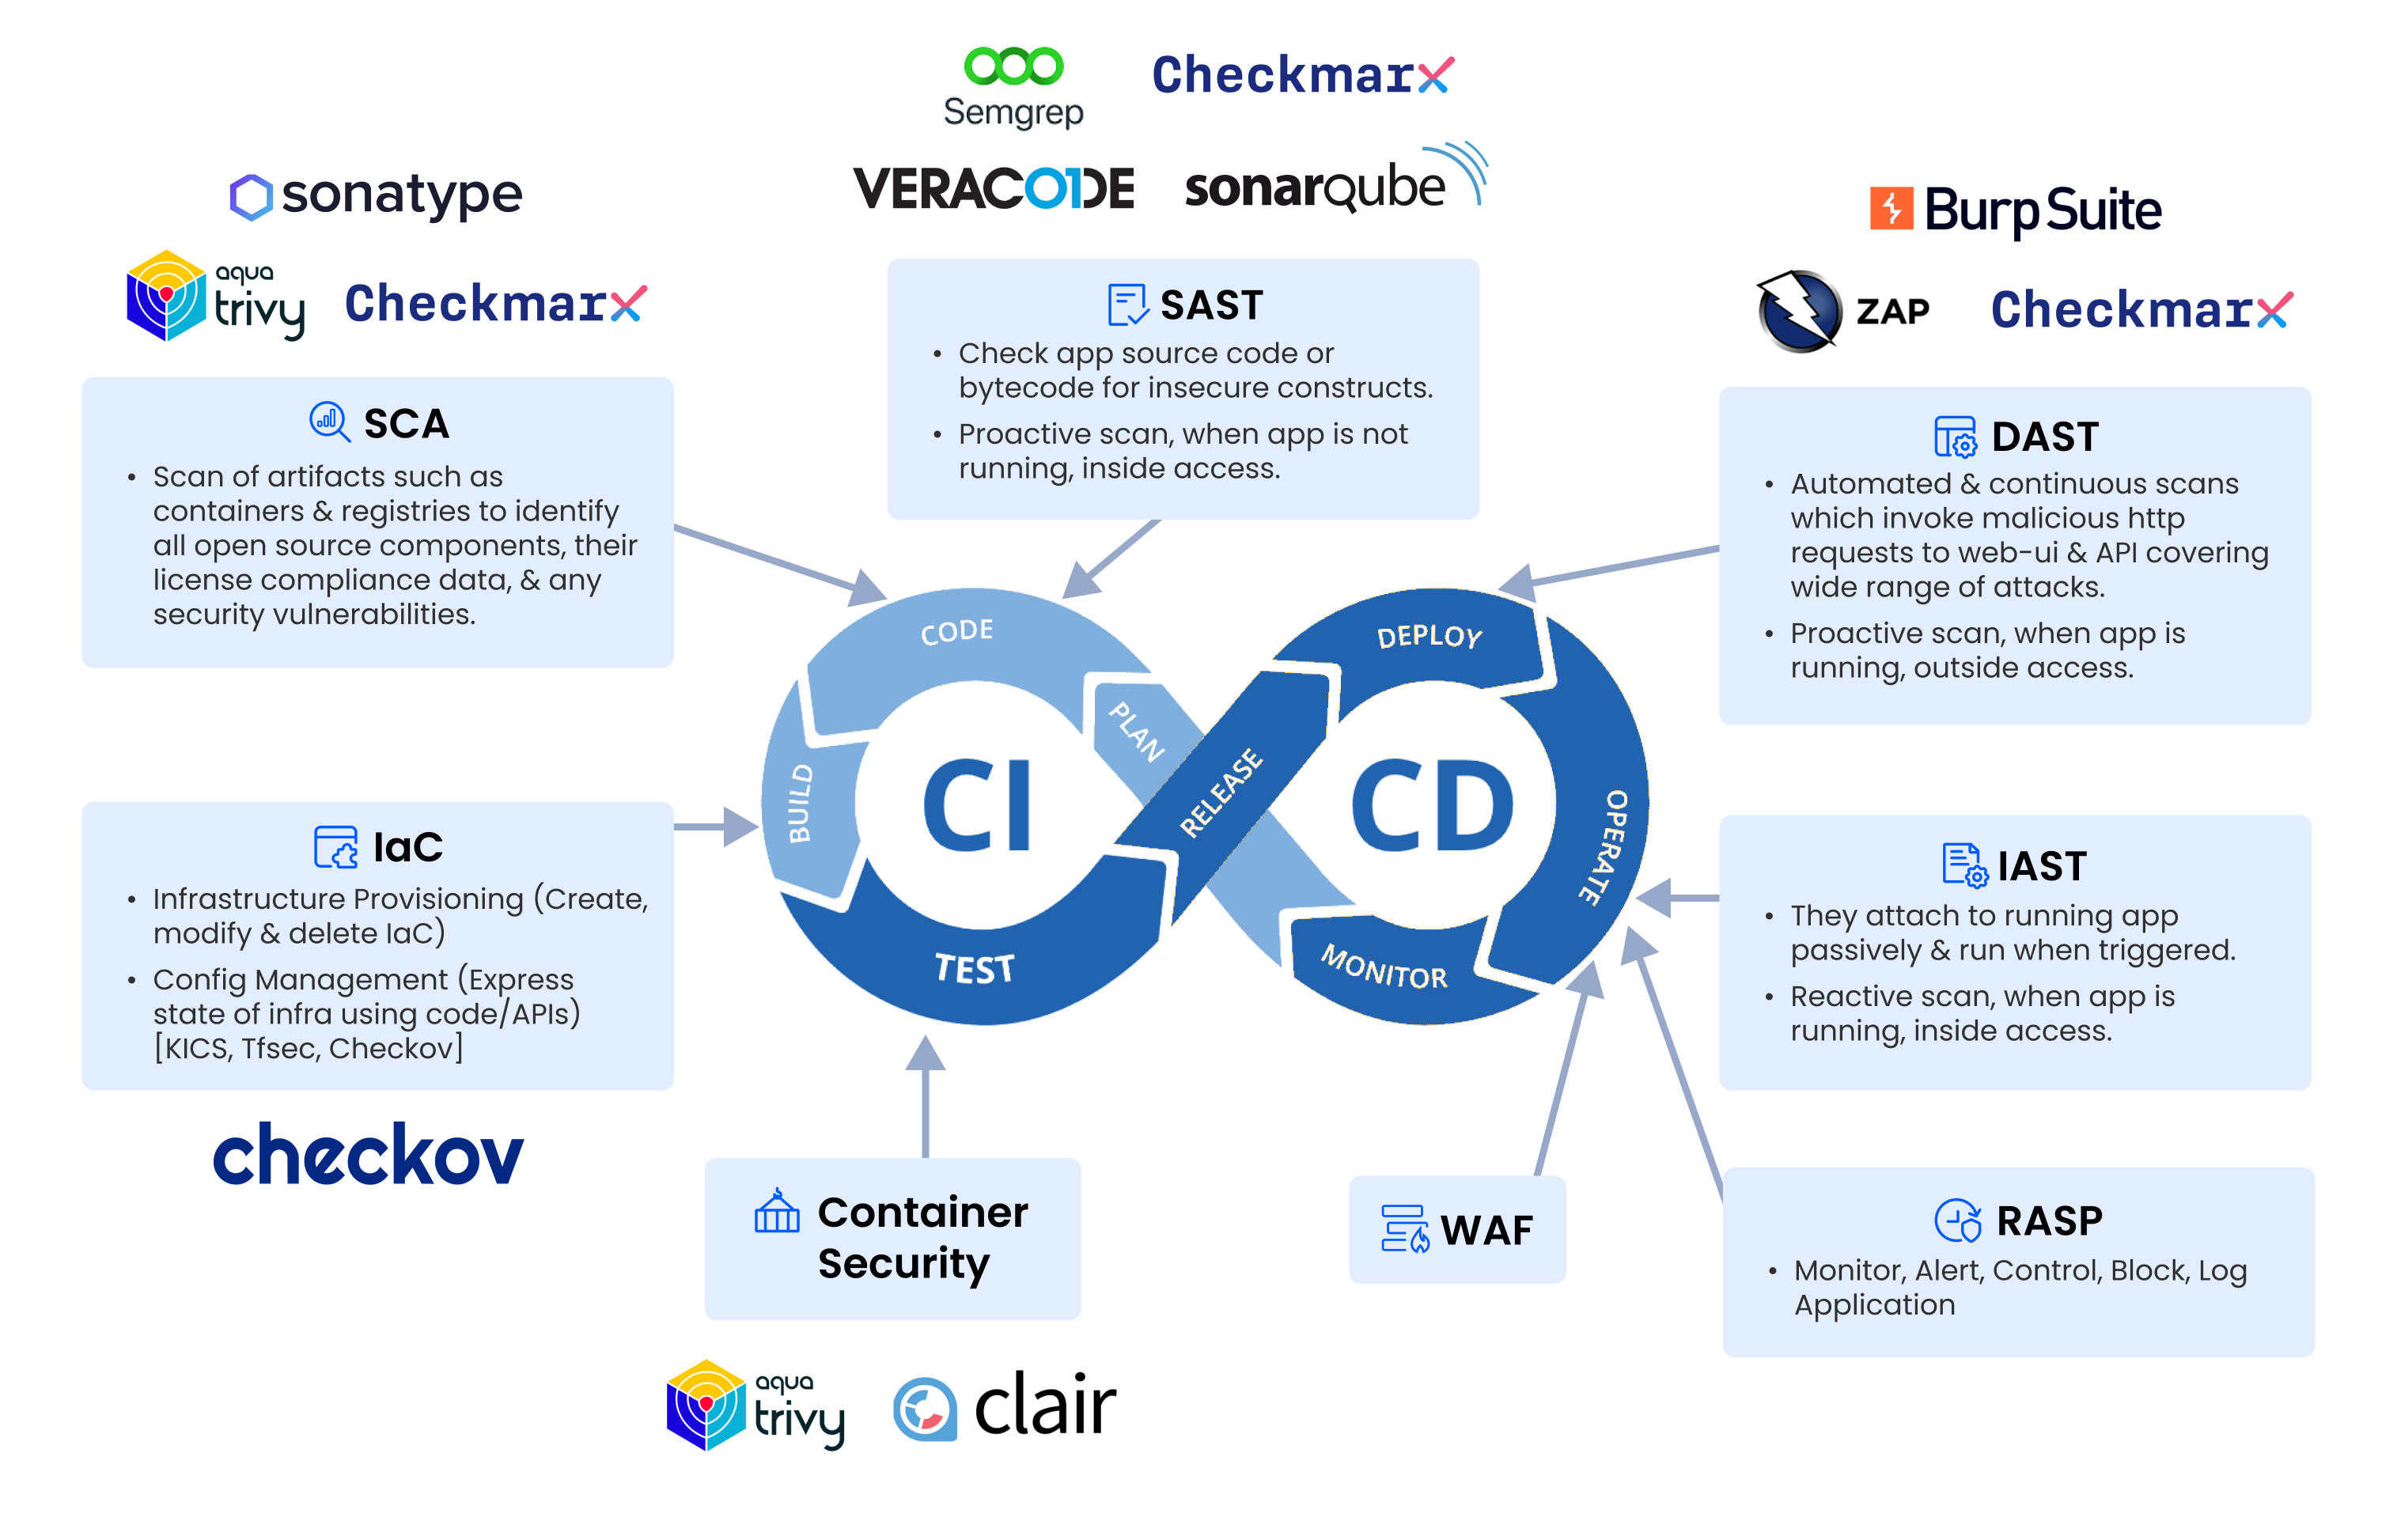 Semgrep
Checkmarx
VERACODE
sonarqube
sonatype
aqua
trivy
Checkmarx
Burp Suite
ZAP
Checkmarx
SAST
• Check app source code or
bytecode for insecure constructs.
• Proactive scan, when app is not
running, inside access.
SCA
• Scan of artifacts such as
containers & registries to identify
all open source components, their
license compliance data, & any
security vulnerabilities.
DAST
• Automated & continuous scans
which invoke malicious http
requests to web-ui & API covering
wide range of attacks.
• Proactive scan, when app is
running, outside access.
CODE
PLAN
BUILD
CI
TEST
RELEASE
DEPLOY
CD
OPERATE
MONITOR
IaC
• Infrastructure Provisioning (Create,
modify & delete IaC)
• Config Management (Express
state of infra using code/APIs)
[KICS, Tfsec, Checkov]
checkov
IAST
• They attach to running app
passively & run when triggered.
• Reactive scan, when app is
running, inside access.
Container
Security
aqua
trivy
clair
WAF
RASP
• Monitor, Alert, Control, Block, Log
Application